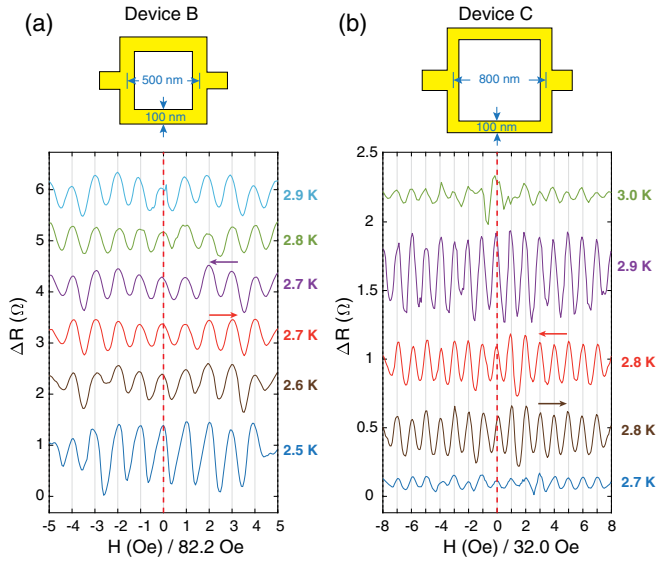 (a)
Device B
500 nm
100 nm
ΔR (Ω)
6
5
4
3
2
1
0
2.9 K
2.8 K
2.7 K
2.7 K
2.6 K
2.5 K
-5 -4 -3 -2 -1 -0 1 2 3 4 5
H (Oe) / 82.2 Oe
(b)
Device C
800 nm
100 nm
ΔR (Ω)
2.5
2
1.5
1
0.5
0
3.0 K
2.9 K
2.8 K
2.8 K
2.7 K
-8 -6 -4 -2 0 2 4 6 8
H (Oe) / 32.0 Oe